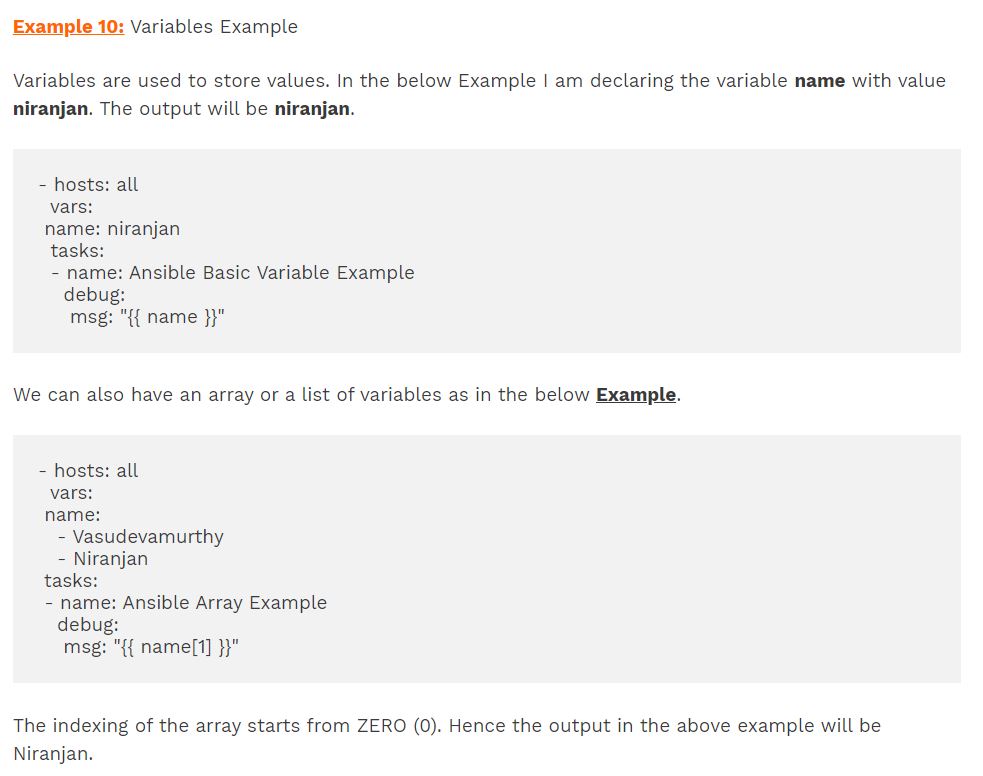 Example 10: Variables Example
Variables are used to store values. In the below Example I am declaring the variable name with value
niranjan. The output will be niranjan.
- hosts: all
vars:
name: niranjan
tasks:
- name: Ansible Basic Variable Example
debug:
msg: "{{ name }}"
We can also have an array or a list of variables as in the below Example.
- hosts: all
vars:
name:
- Vasudevamurthy
- Niranjan
tasks:
- name: Ansible Array Example
debug:
msg: "{{ name[1] }}"
The indexing of the array starts from ZERO (0). Hence the output in the above example will be
Niranjan.